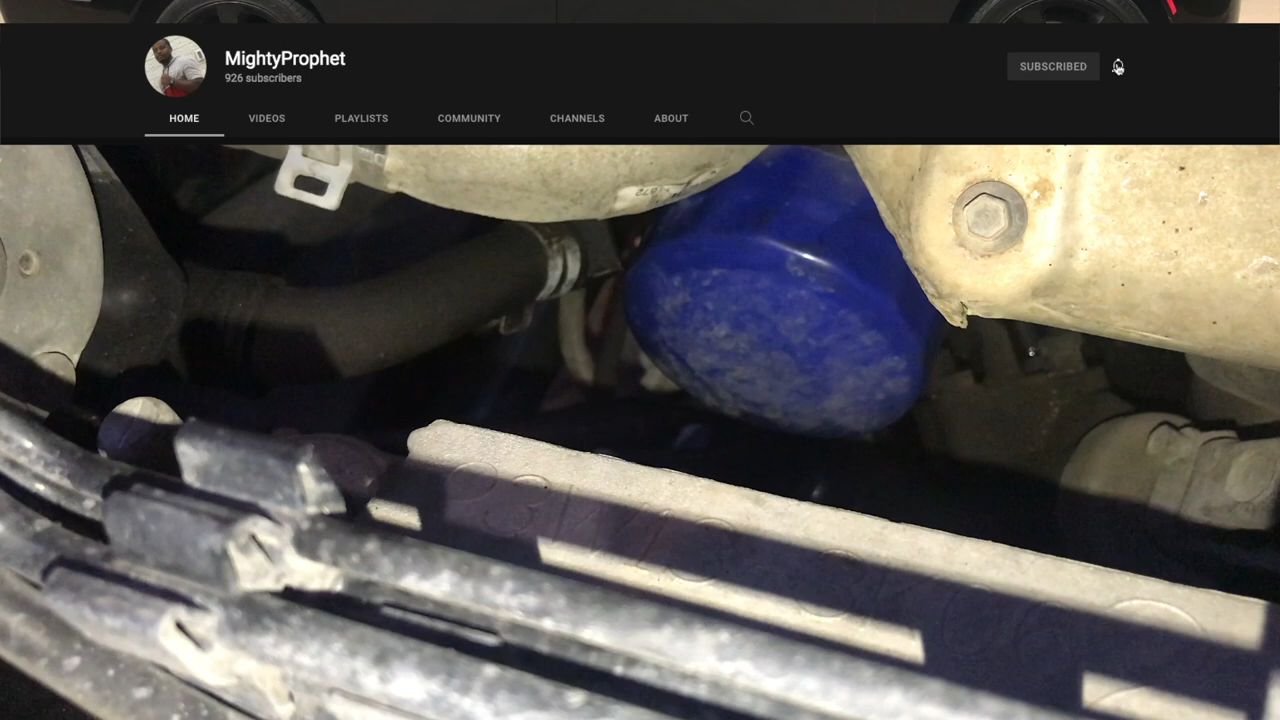 MightyProphet
926 subscribers
SUBSCRIBED
HOME VIDEOS PLAYLISTS COMMUNITY CHANNELS ABOUT